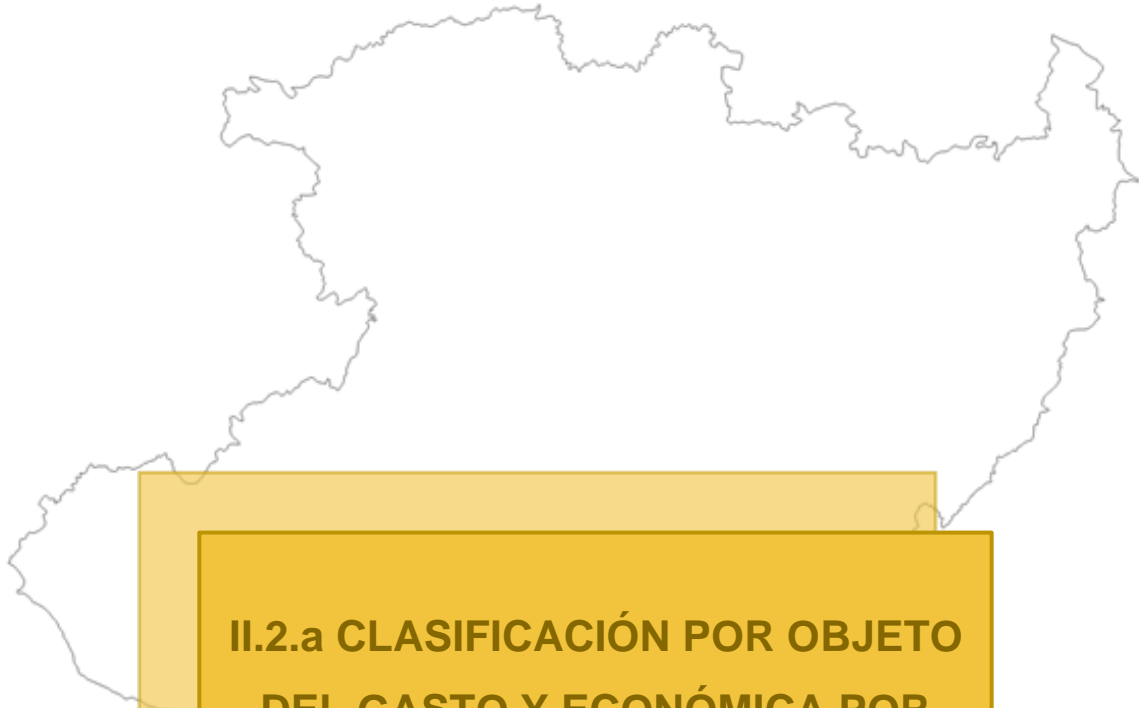 II.2.a CLASIFICACIÓN POR OBJETO
DEL GASTO Y ECONÓMICA POR